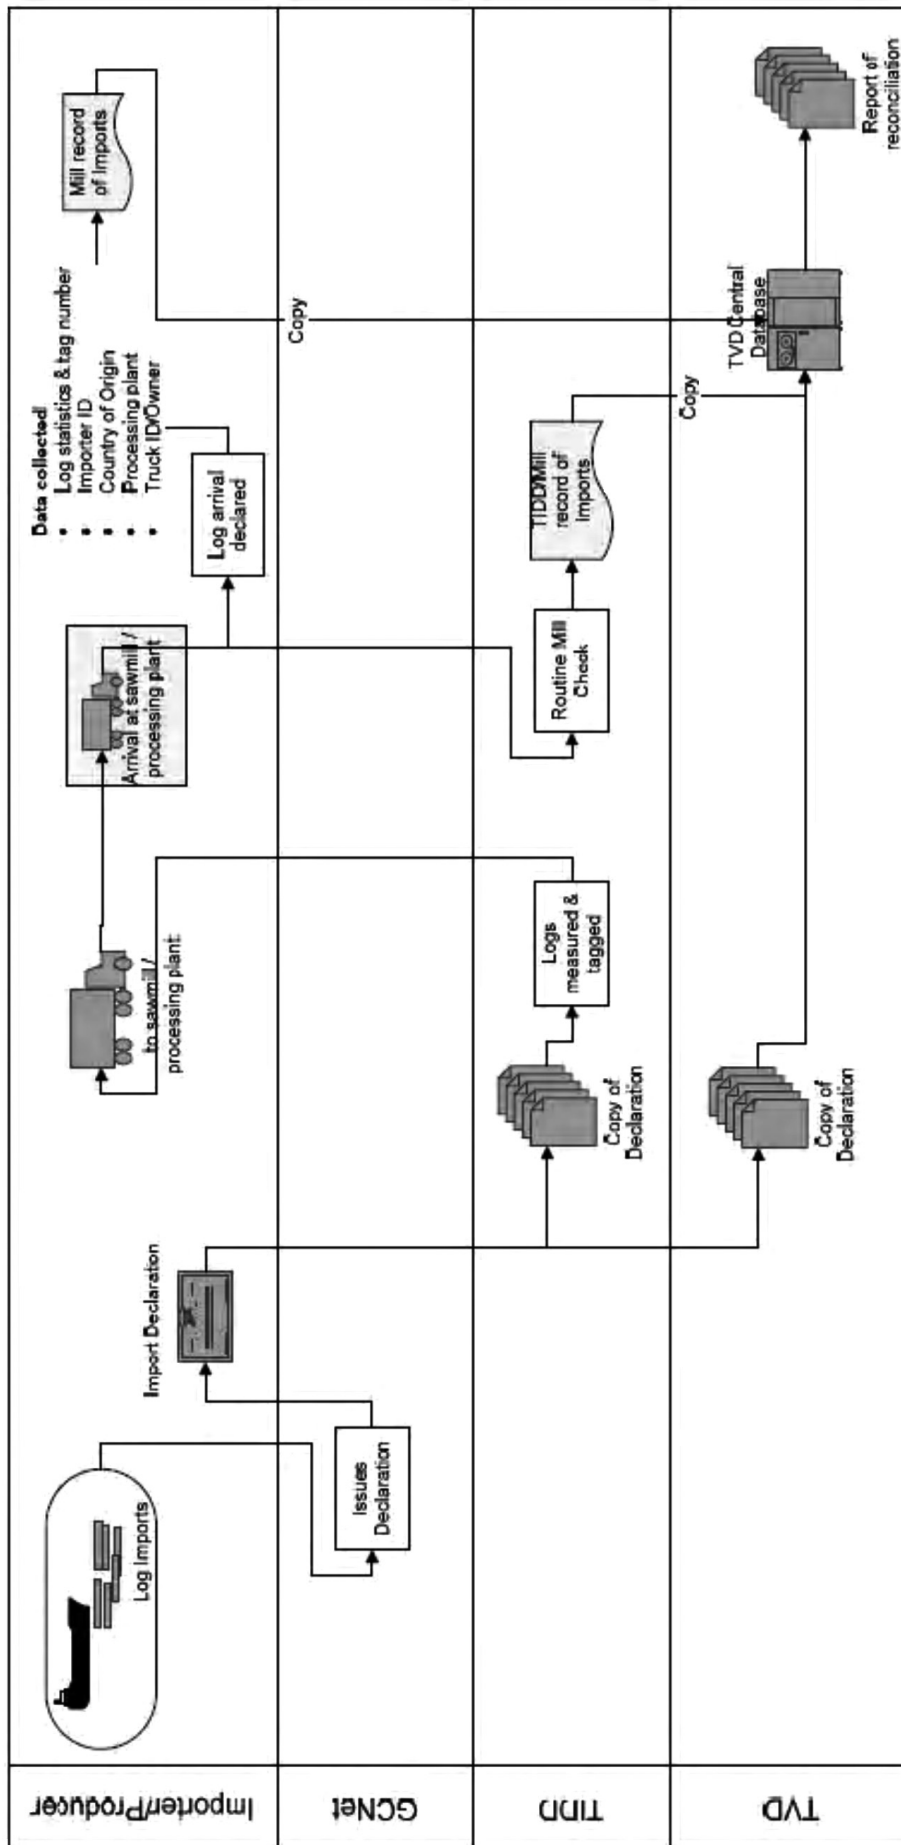 Importer/Producer
GCNet
TIDD
TVD
Log Imports
Issues
Declaration
Import Declaration
Copy of
Declaration
Copy of
Declaration
to sawmill /
processing plant
Logs
measured &
tagged
Arrival at sawmill /
processing plant
Log arrival
declared
Routine Mill
Check
TIDD/Mill
record of
Imports
Data collected
• Log statistics & tag number
• Importer ID
• Country of Origin
• Processing plant
• Truck ID/Owner
Mill record
of Imports
Copy
Copy
TVD Central
Database
Report of
reconciliation